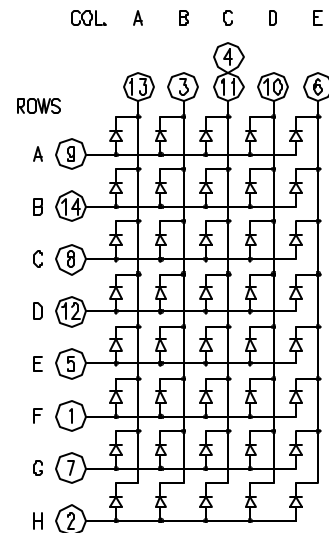 COL. A B C D E
4
13 3 11 10 6
ROWS
A 9
B 14
C 8
D 12
E 5
F 1
G 7
H 2